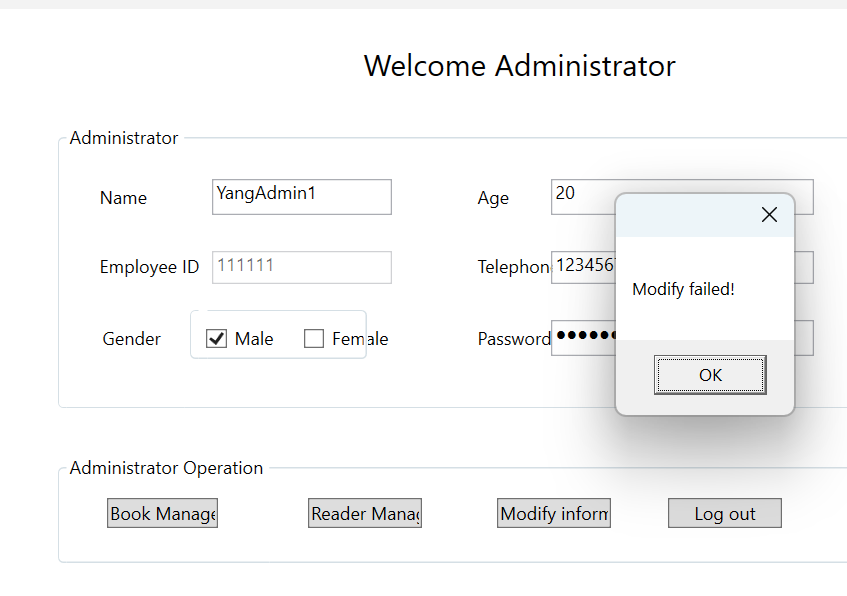 Welcome Administrator
Administrator
Name YangAdmin1 Age 20
Employee ID 111111 Telephon 123456
Modify failed!
Gender Male Female Password ●●●●●●
OK
Administrator Operation
Book Manage Reader Manag Modify inform Log out